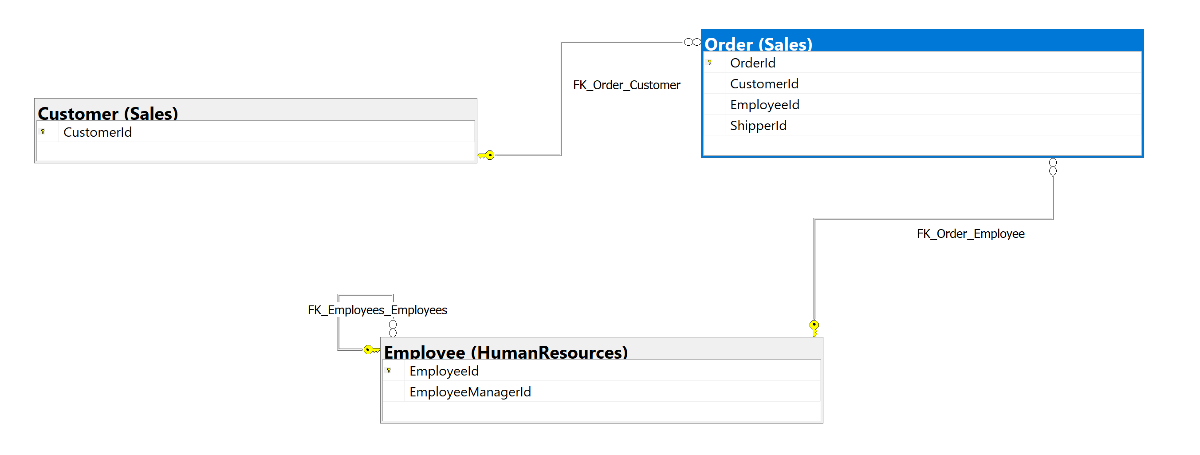 Order (Sales)
OrderId
CustomerId
EmployeeId
ShipperId
FK_Order_Customer
Customer (Sales)
CustomerId
FK_Order_Employee
FK_Employees_Employees
Employee (HumanResources)
EmployeeId
EmployeeManagerId